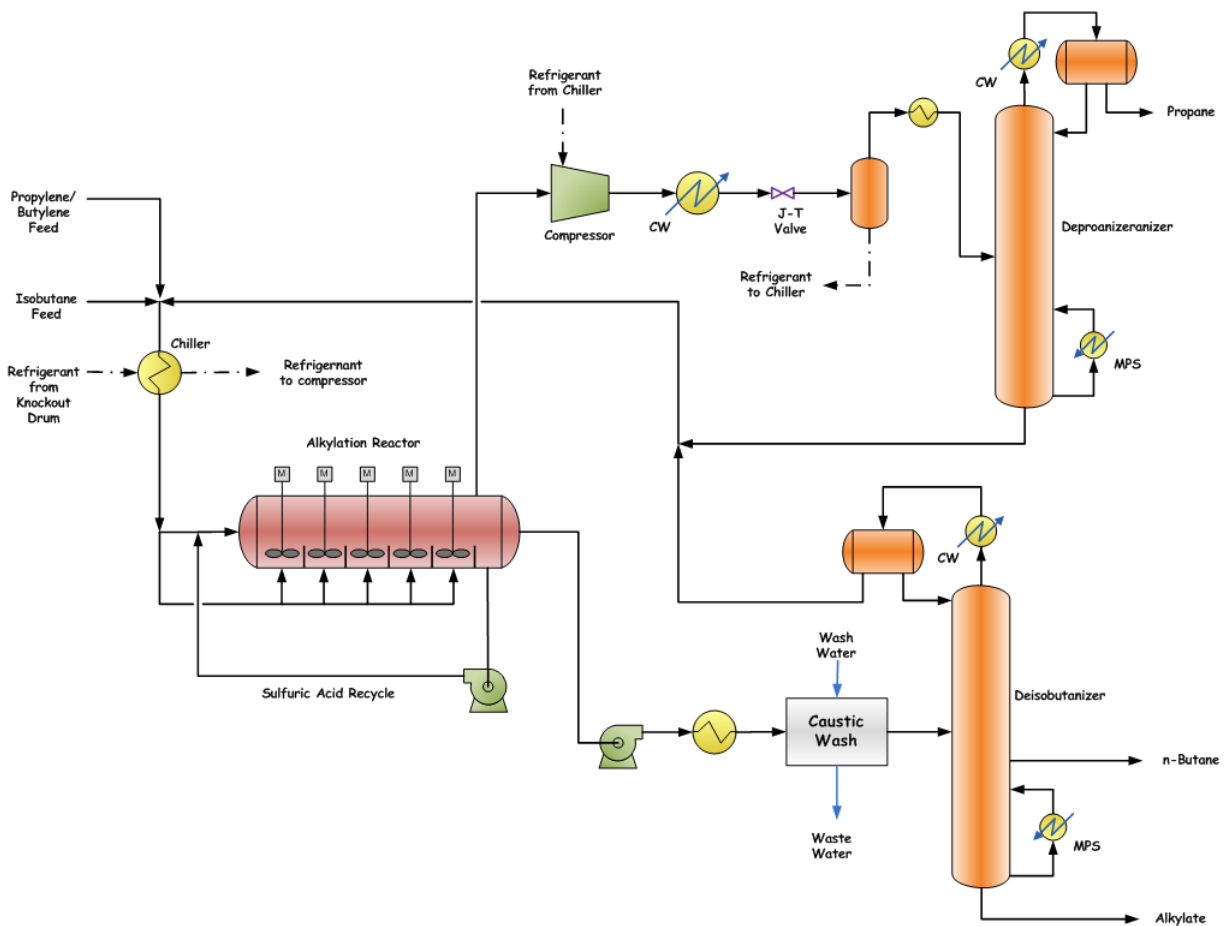 Refrigerant
from Chiller
CW
Propane
Propylene/
Butylene
Feed
Compressor
CW
J-T
Valve
Deproanizeranizer
Refrigerant
to Chiller
Isobutane
Feed
Chiller
Refrigerant
from
Knockout
Drum
Refrigernant
to compressor
MPS
Alkylation Reactor
M
M
M
M
M
CW
Wash
Water
Sulfuric Acid Recycle
Deisobutanizer
Caustic
Wash
n-Butane
Waste
Water
MPS
Alkylate